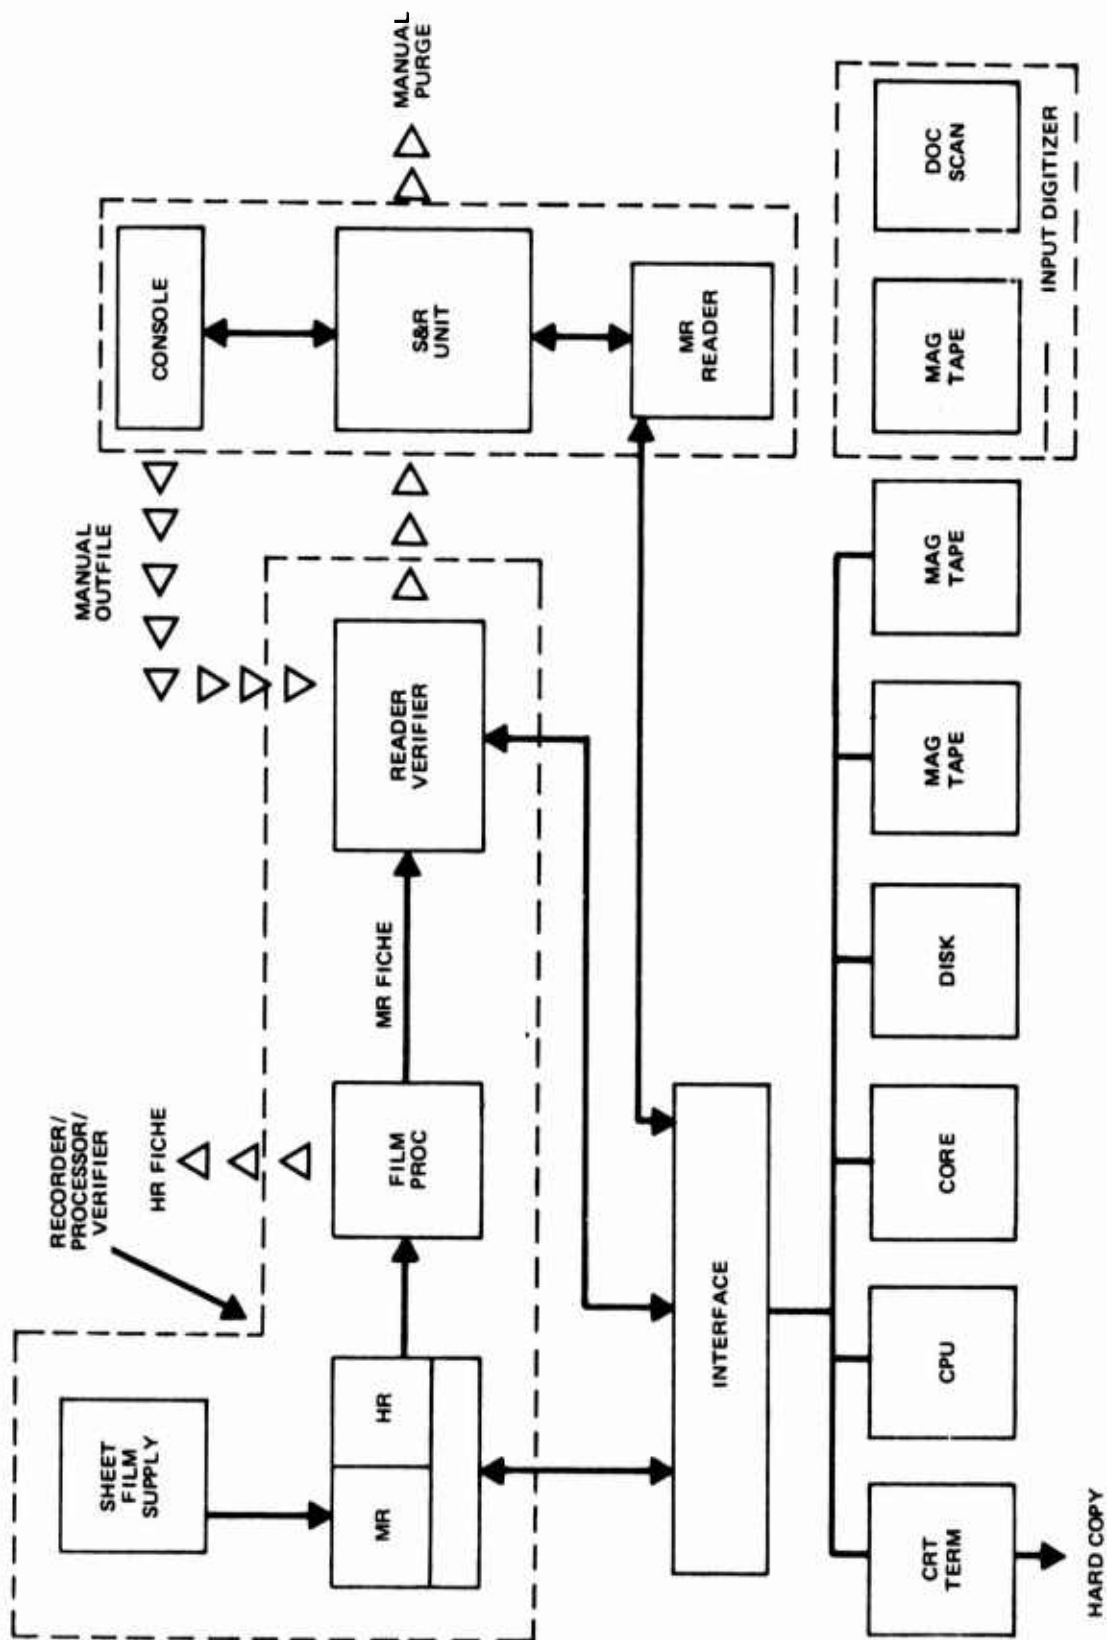 SHEET
FILM
SUPPLY
RECORDER/
PROCESSOR/
VERIFIER
HR FICHE
MANUAL
OUTFILE
CONSOLE
MR
HR
FILM
PROC
MR FICHE
READER
VERIFIER
S&R
UNIT
MANUAL
PURGE
INTERFACE
MR
READER
CRT
TERM
CPU
CORE
DISK
MAG
TAPE
MAG
TAPE
MAG
TAPE
DOC
SCAN
INPUT DIGITIZER
HARD COPY